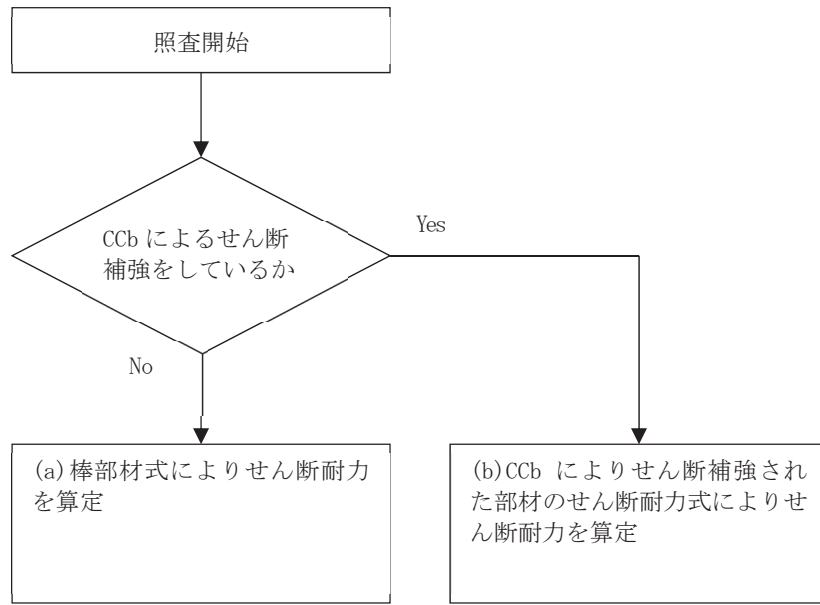 照査開始
CCb によるせん断
補強をしているか
Yes
No
(a)棒部材式によりせん断耐力
を算定
(b)CCb によりせん断補強され
た部材のせん断耐力式によりせ
ん断耐力を算定